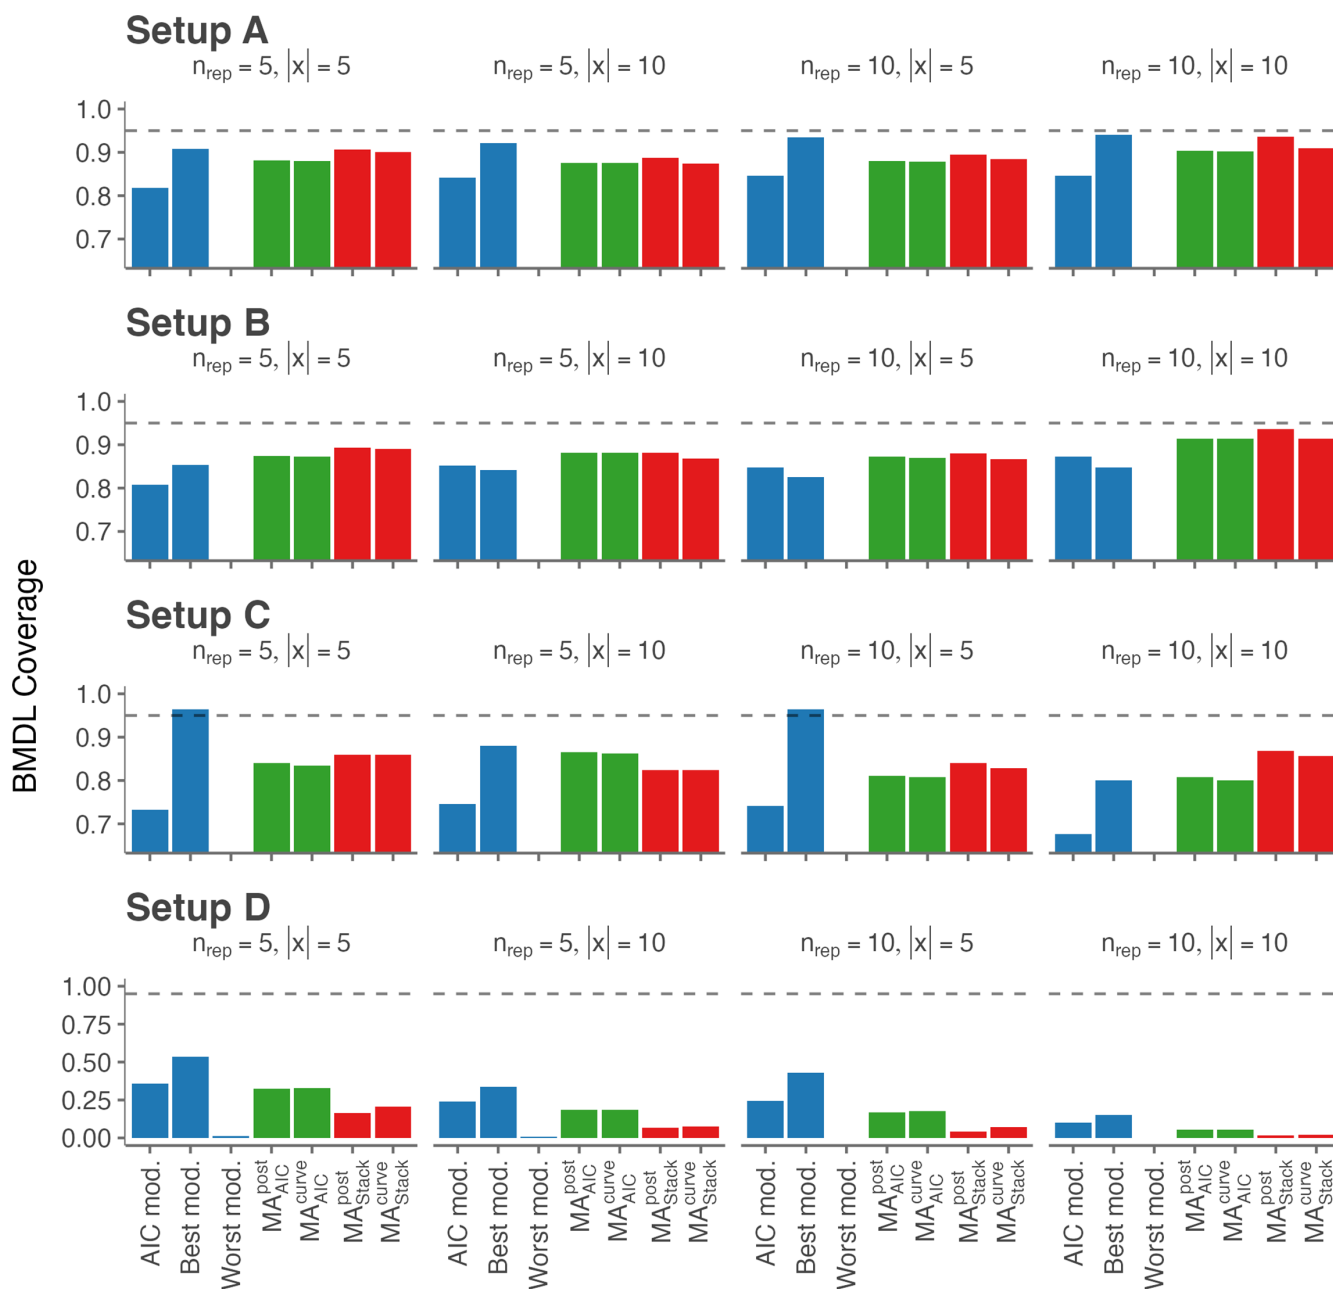 Setup A
n_rep = 5, |x| = 5
n_rep = 5, |x| = 10
n_rep = 10, |x| = 5
n_rep = 10, |x| = 10
1.0
0.9
0.8
0.7
Setup B
n_rep = 5, |x| = 5
n_rep = 5, |x| = 10
n_rep = 10, |x| = 5
n_rep = 10, |x| = 10
1.0
0.9
0.8
0.7
BMDL Coverage
Setup C
n_rep = 5, |x| = 5
n_rep = 5, |x| = 10
n_rep = 10, |x| = 5
n_rep = 10, |x| = 10
1.0
0.9
0.8
0.7
Setup D
n_rep = 5, |x| = 5
n_rep = 5, |x| = 10
n_rep = 10, |x| = 5
n_rep = 10, |x| = 10
1.00
0.75
0.50
0.25
0.00
AIC mod.
Best mod.
Worst mod.
MA_AIC^post
MA_AIC^curve
MA_Stack^post
MA_Stack^curve
AIC mod.
Best mod.
Worst mod.
MA_AIC^post
MA_AIC^curve
MA_Stack^post
MA_Stack^curve
AIC mod.
Best mod.
Worst mod.
MA_AIC^post
MA_AIC^curve
MA_Stack^post
MA_Stack^curve
AIC mod.
Best mod.
Worst mod.
MA_AIC^post
MA_AIC^curve
MA_Stack^post
MA_Stack^curve